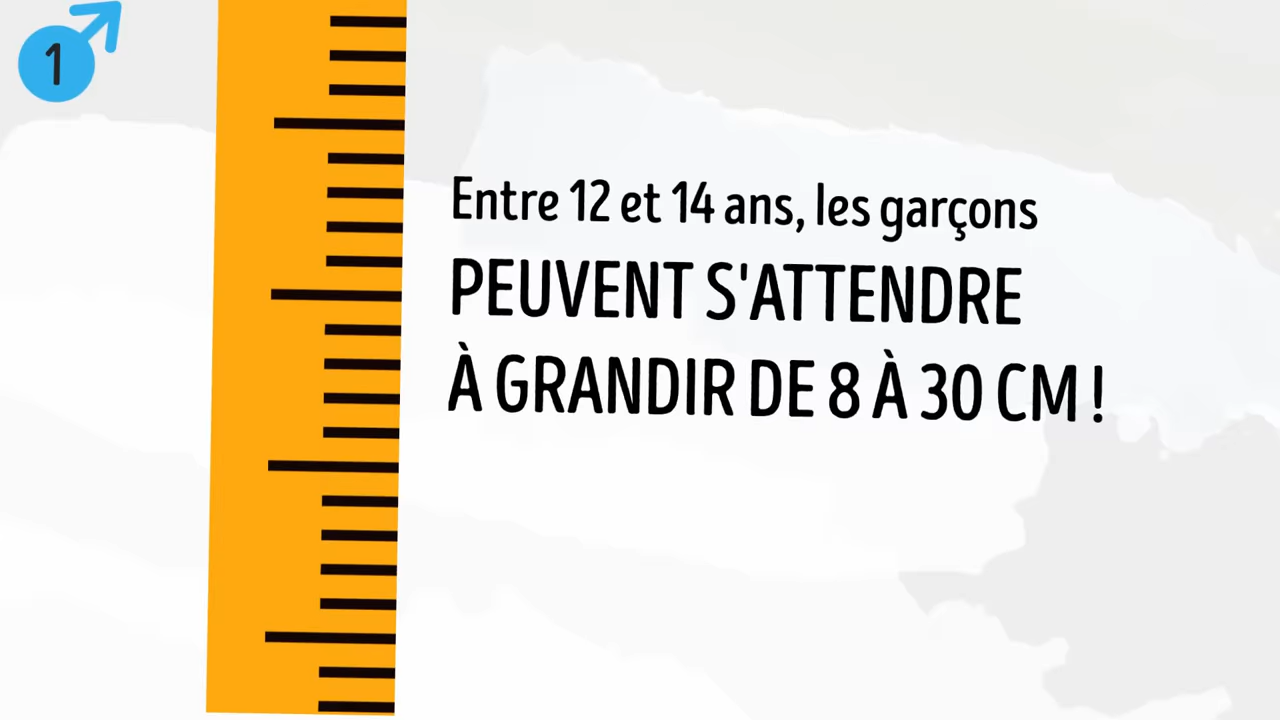 1
Entre 12 et 14 ans, les garçons
PEUVENT S'ATTENDRE
À GRANDIR DE 8 À 30 CM !